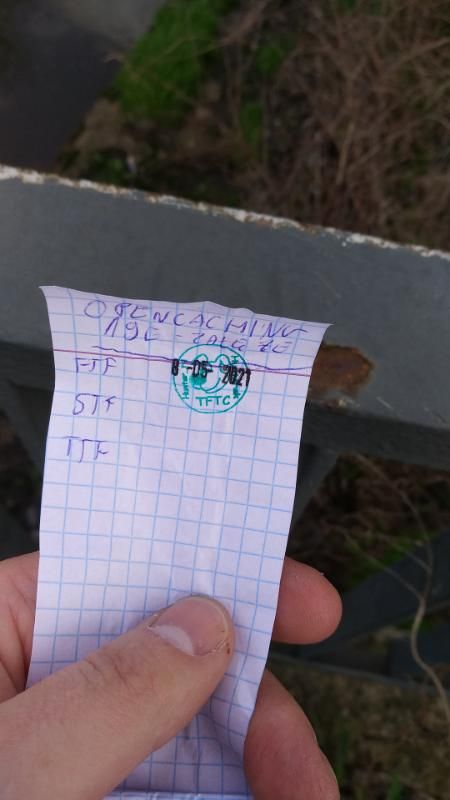 OPENCACHING
FTF
8-05-2021
TFTC
STF
TTF